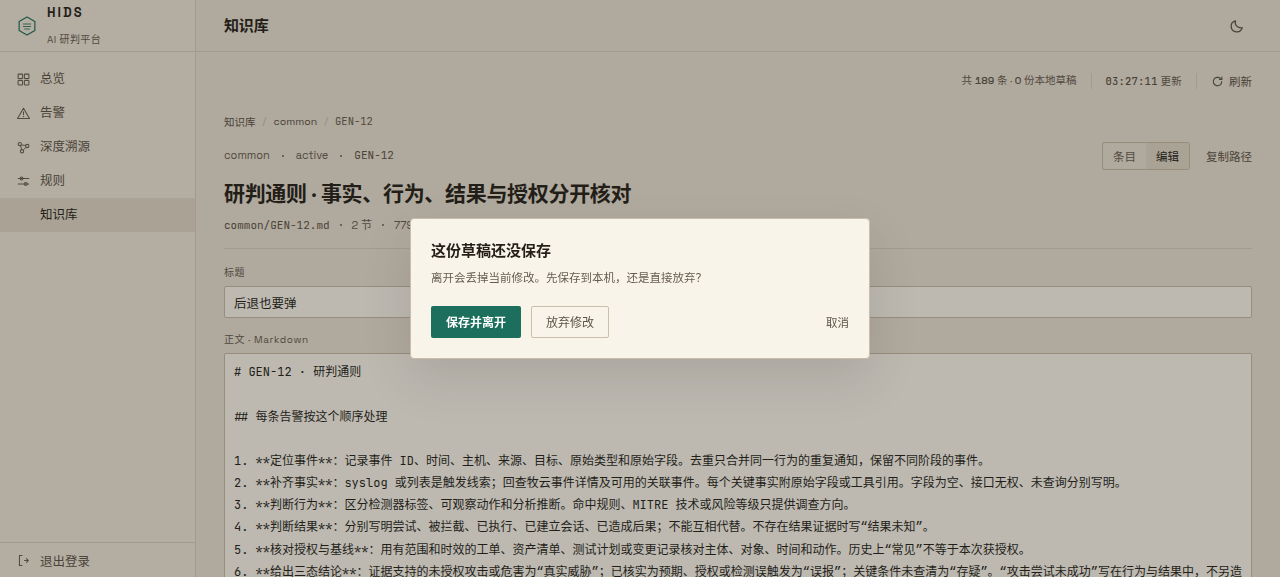 HIDS
AI 研判平台
总览
告警
深度溯源
规则
知识库
退出登录
知识库
共 189 条 · 0 份本地草稿
03:27:11 更新
刷新
知识库 / common / GEN-12
common · active · GEN-12
条目
编辑
复制路径
研判通则 · 事实、行为、结果与授权分开核对
common/GEN-12.md · 2 节 · 779
这份草稿还没保存
离开会丢掉当前修改。先保存到本机，还是直接放弃？
保存并离开
放弃修改
取消
标题
后退也要弹
正文 · Markdown
# GEN-12 · 研判通则
## 每条告警按这个顺序处理
1. **定位事件**: 记录事件 ID、时间、主机、来源、目标、原始类型和原始字段。去重只合并同一行为的重复通知，保留不同阶段的事件。
2. **补齐事实**: syslog 或列表是触发线索；回查牧云事件详情及可用的关联事件。每个关键事实附原始字段或工具引用。字段为空、接口无权、未查询分别写明。
3. **判断行为**: 区分检测器标签、可观察动作和分析推断。命中规则、MITRE 技术或风险等级只提供调查方向。
4. **判断结果**: 分别写明尝试、被拦截、已执行、已建立会话、已造成后果；不能互相代替。不存在结果证据时写“结果未知”。
5. **核对授权与基线**: 用有范围和时效的工单、资产清单、测试计划或变更记录核对主体、对象、时间和动作。历史上“常见”不等于本次获授权。
6. **给出三态结论**: 证据支持的未授权攻击或危害为“真实威胁”；已核实为预期、授权或检测误触发为“误报”；关键条件未查清为“存疑”。“攻击尝试未成功”写在行为与结果中，不另造